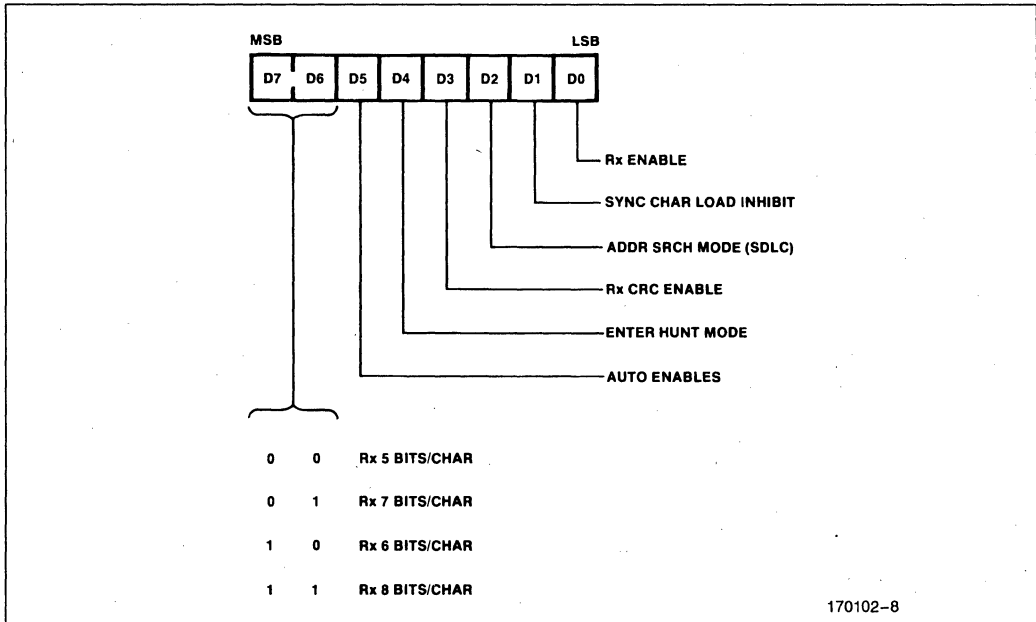 MSB LSB
D7 D6 D5 D4 D3 D2 D1 D0
Rx ENABLE
SYNC CHAR LOAD INHIBIT
ADDR SRCH MODE (SDLC)
Rx CRC ENABLE
ENTER HUNT MODE
AUTO ENABLES
0 0 Rx 5 BITS/CHAR
0 1 Rx 7 BITS/CHAR
1 0 Rx 6 BITS/CHAR
1 1 Rx 8 BITS/CHAR
170102-8